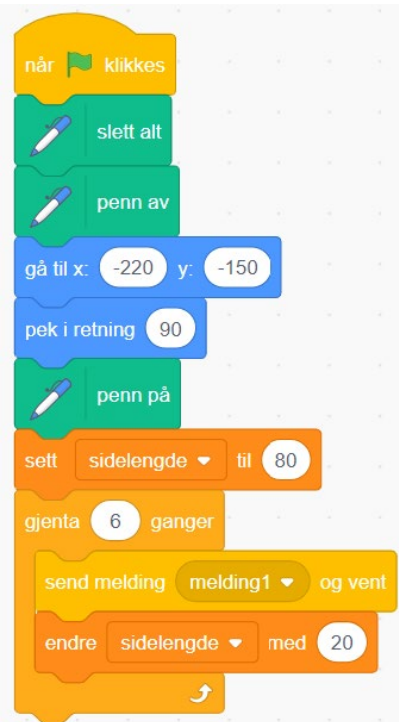 når klikkes
slett alt
penn av
gå til x: -220 y: -150
pek i retning 90
penn på
sett sidelengde til 80
gjenta 6 ganger
send melding melding1 og vent
endre sidelengde med 20